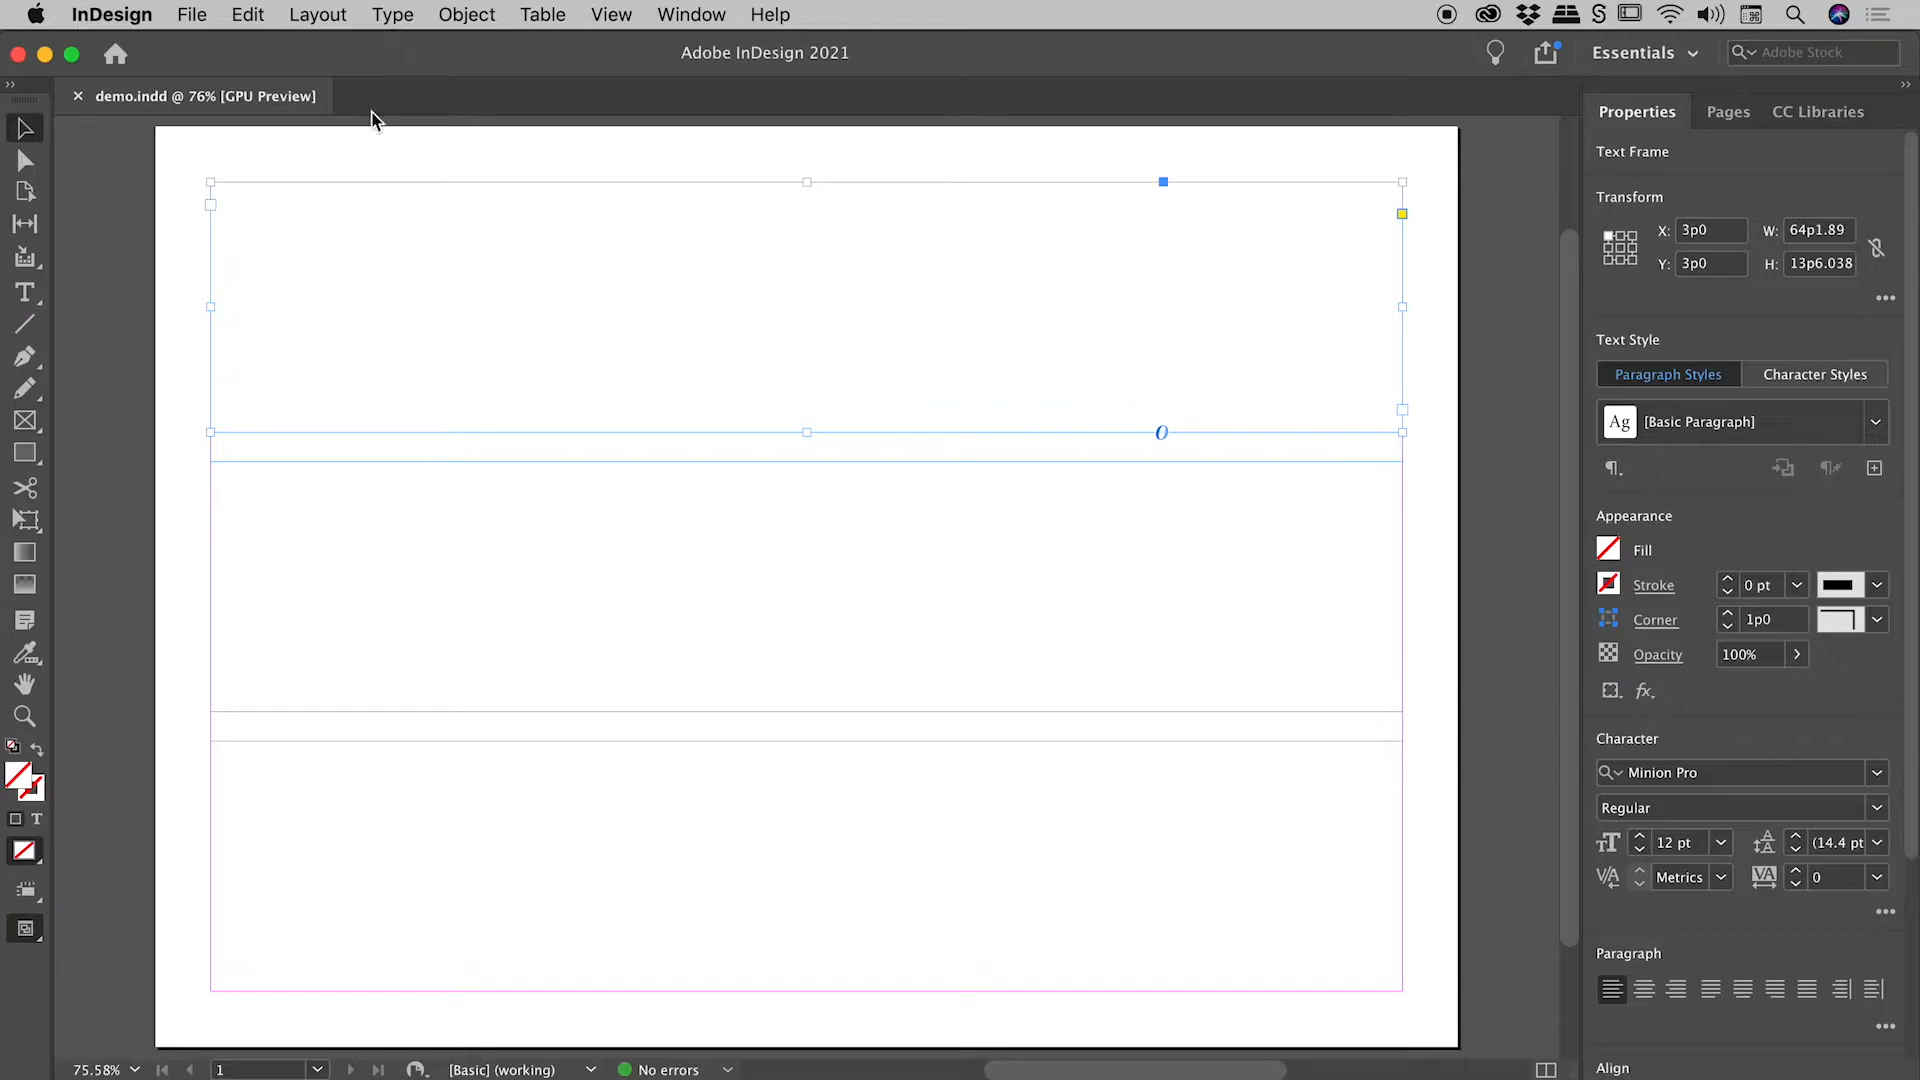 InDesign File Edit Layout Type Object Table View Window Help
Adobe InDesign 2021
Essentials
Adobe Stock
demo.indd @ 76% [GPU Preview]
Properties Pages CC Libraries
Text Frame
Transform
X: 3p0 W: 64p1.89
Y: 3p0 H: 13p6.038
Text Style
Paragraph Styles Character Styles
Ag [Basic Paragraph]
Appearance
Fill
Stroke 0 pt
Corner 1p0
Opacity 100%
fx
Character
Minion Pro
Regular
12 pt (14.4 pt
Metrics 0
Paragraph
Align
75.58% 1 [Basic] (working) No errors